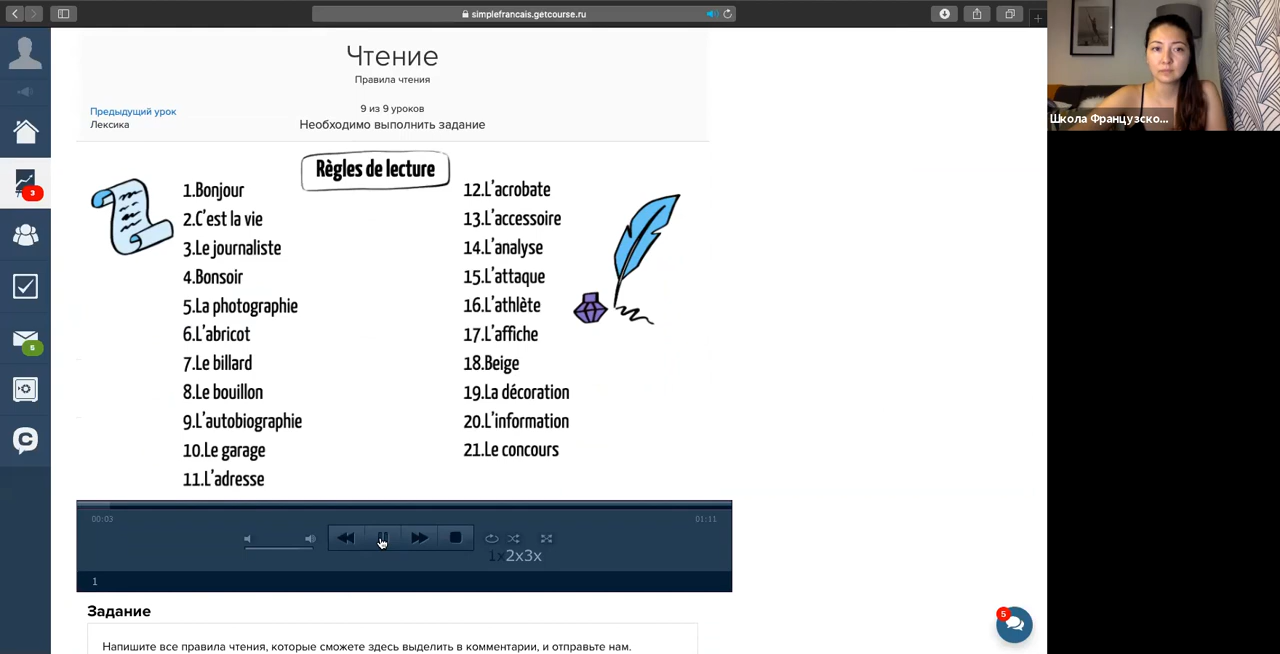 simplefrancais.getcourse.ru
Чтение
Правила чтения
Предыдущий урок
Лексика
9 из 9 уроков
Необходимо выполнить задание
Règles de lecture
1.Bonjour
2.C'est la vie
3.Le journaliste
4.Bonsoir
5.La photographie
6.L'abricot
7.Le billard
8.Le bouillon
9.L'autobiographie
10.Le garage
11.L'adresse
12.L'acrobate
13.L'accessoire
14.L'analyse
15.L'attaque
16.L'athlète
17.L'affiche
18.Beige
19.La décoration
20.L'information
21.Le concours
00:03
01:11
1x2x3x
1
Задание
Напишите все правила чтения, которые сможете здесь выделить в комментарии, и отправьте нам.
3
5
5
Школа Французско...